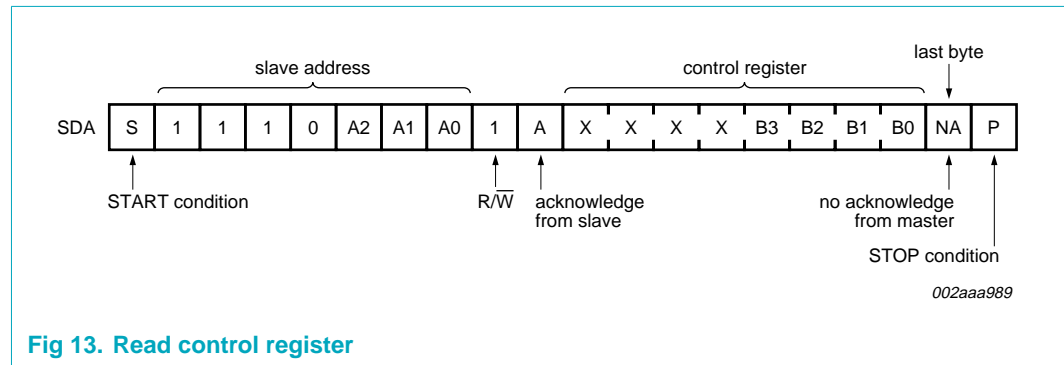 last byte
slave address control register
SDA S 1 1 1 0 A2 A1 A0 1 A X X X X B3 B2 B1 B0 NA P
START condition R/W̅ acknowledge no acknowledge
from slave from master
STOP condition
002aaa989
Fig 13. Read control register